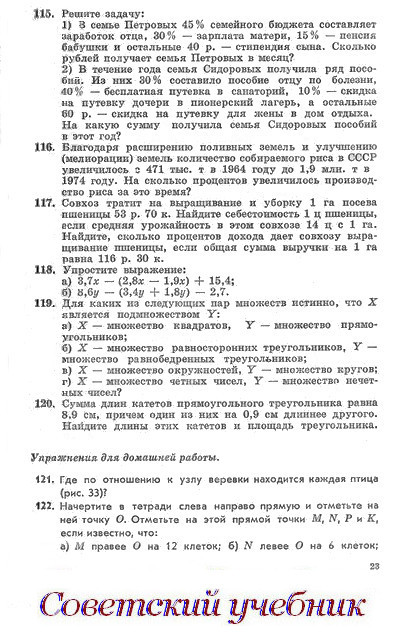 115. Решите задачу:
1) В семье Петровых 45% семейного бюджета составляет
заработок отца, 30% — зарплата матери, 15% — пенсия
бабушки и остальные 40 р. — стипендия сына. Сколько
рублей получает семья Петровых в месяц?
2) В течение года семья Сидоровых получила ряд посо-
бий. Из них 30% составило пособие отцу по болезни,
40% — бесплатная путевка в санаторий, 10% — скидка
на путевку дочери в пионерский лагерь, а остальные
60 р. — скидка на путевку для жены в дом отдыха.
На какую сумму получила семья Сидоровых пособий
в этот год?
116. Благодаря расширению поливных земель и улучшению
(мелиорации) земель количество собираемого риса в СССР
увеличилось с 471 тыс. т в 1964 году до 1,9 млн. т в
1974 году. На сколько процентов увеличилось производ-
ство риса за это время?
117. Совхоз тратит на выращивание и уборку 1 га посева
пшеницы 53 р. 70 к. Найдите себестоимость 1 ц пшеницы,
если средняя урожайность в этом совхозе 14 ц с 1 га.
Найдите, сколько процентов дохода дает совхозу выра-
щивание пшеницы, если общая сумма выручки на 1 га
равна 116 р. 30 к.
118. Упростите выражение:
а) 3,7x — (2,8x — 1,9x) + 15,4;
б) 8,6y — (3,4y + 1,8y) — 2,7.
119. Для каких из следующих пар множеств истинно, что X
является подмножеством Y:
а) X — множество квадратов, Y — множество прямо-
угольников;
б) X — множество равносторонних треугольников, Y —
множество равнобедренных треугольников;
в) X — множество окружностей, Y — множество кругов;
г) X — множество четных чисел, Y — множество нечет-
ных чисел?
120. Сумма длин катетов прямоугольного треугольника равна
8,9 см, причем один из них на 0,9 см длиннее другого.
Найдите длины этих катетов и площадь треугольника.
Упражнения для домашней работы.
121. Где по отношению к узлу веревки находится каждая птица
(рис. 33)?
122. Начертите в тетради слева направо прямую и отметьте на
ней точку O. Отметьте на этой прямой точки M, N, P и K,
если известно, что:
а) M правее O на 12 клеток; б) N левее O на 6 клеток;
23
Советский учебник